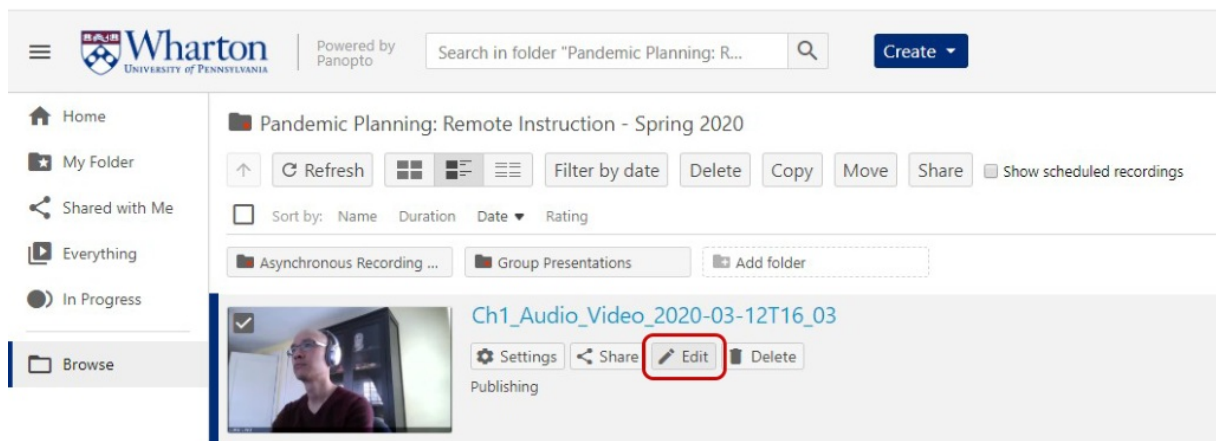 Wharton
UNIVERSITY of PENNSYLVANIA
Powered by
Panopto
Search in folder "Pandemic Planning: R...
Create
Home
My Folder
Shared with Me
Everything
In Progress
Browse
Pandemic Planning: Remote Instruction - Spring 2020
Refresh Filter by date Delete Copy Move Share Show scheduled recordings
Sort by: Name Duration Date Rating
Asynchronous Recording ... Group Presentations Add folder
Ch1_Audio_Video_2020-03-12T16_03
Settings Share Edit Delete
Publishing